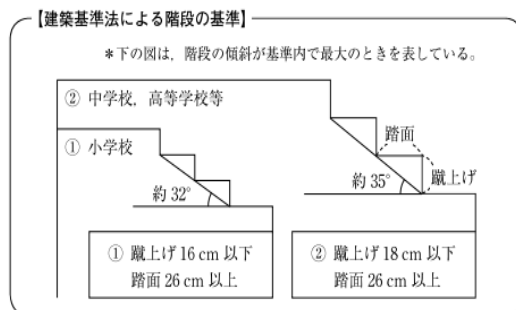 【建築基準法による階段の基準】
＊下の図は，階段の傾斜が基準内で最大のときを表している。
② 中学校，高等学校等
① 小学校
踏面
約 32°
約 35°
蹴上げ
① 蹴上げ 16 cm 以下
踏面 26 cm 以上
② 蹴上げ 18 cm 以下
踏面 26 cm 以上